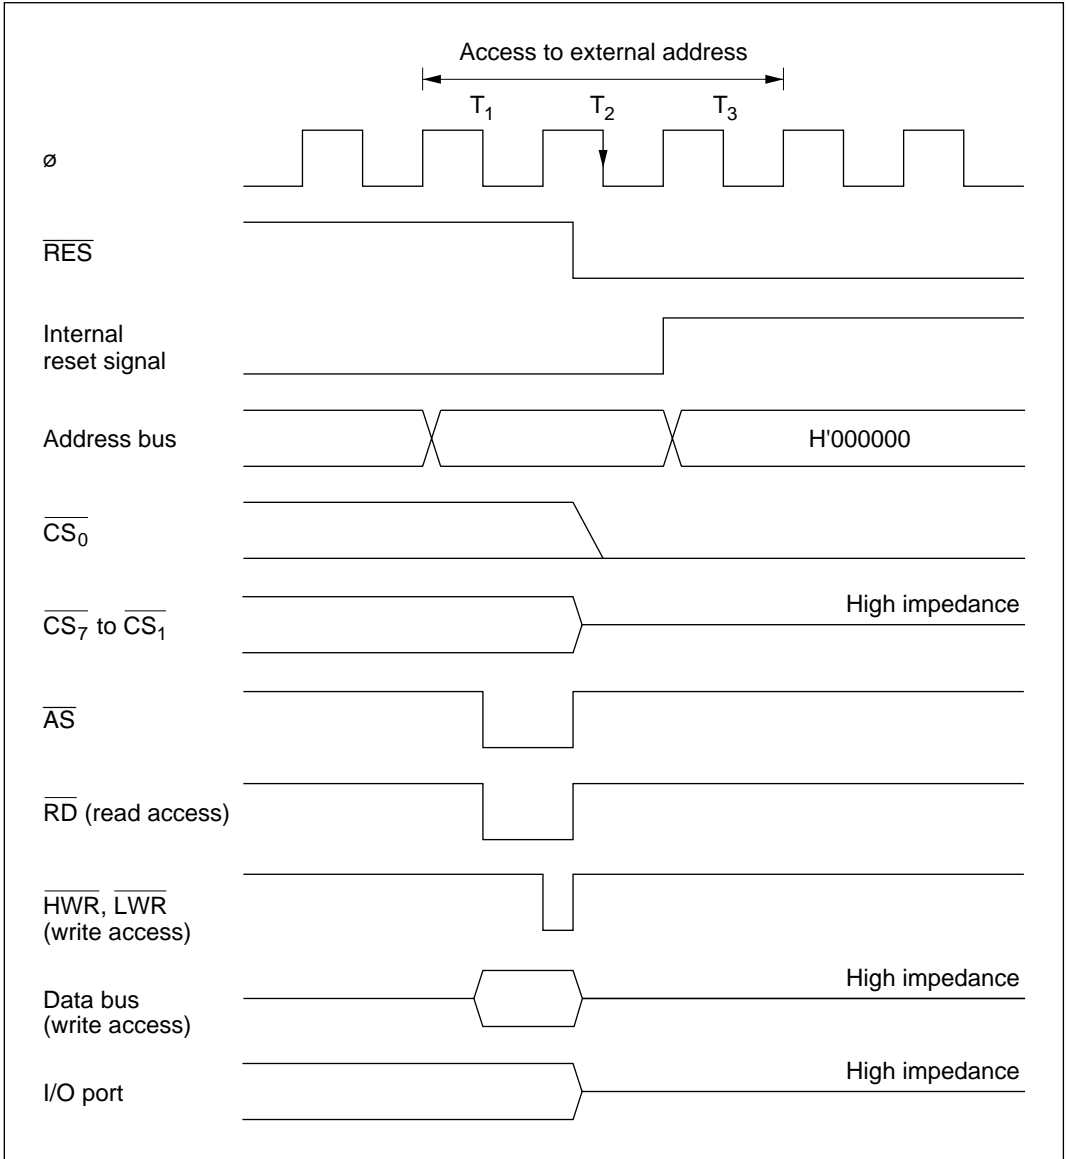 Access to external address
T1 T2 T3
ø
RES
Internal
reset signal
Address bus
H'000000
CS0
CS7 to CS1
High impedance
AS
RD (read access)
HWR, LWR
(write access)
Data bus
(write access)
High impedance
I/O port
High impedance